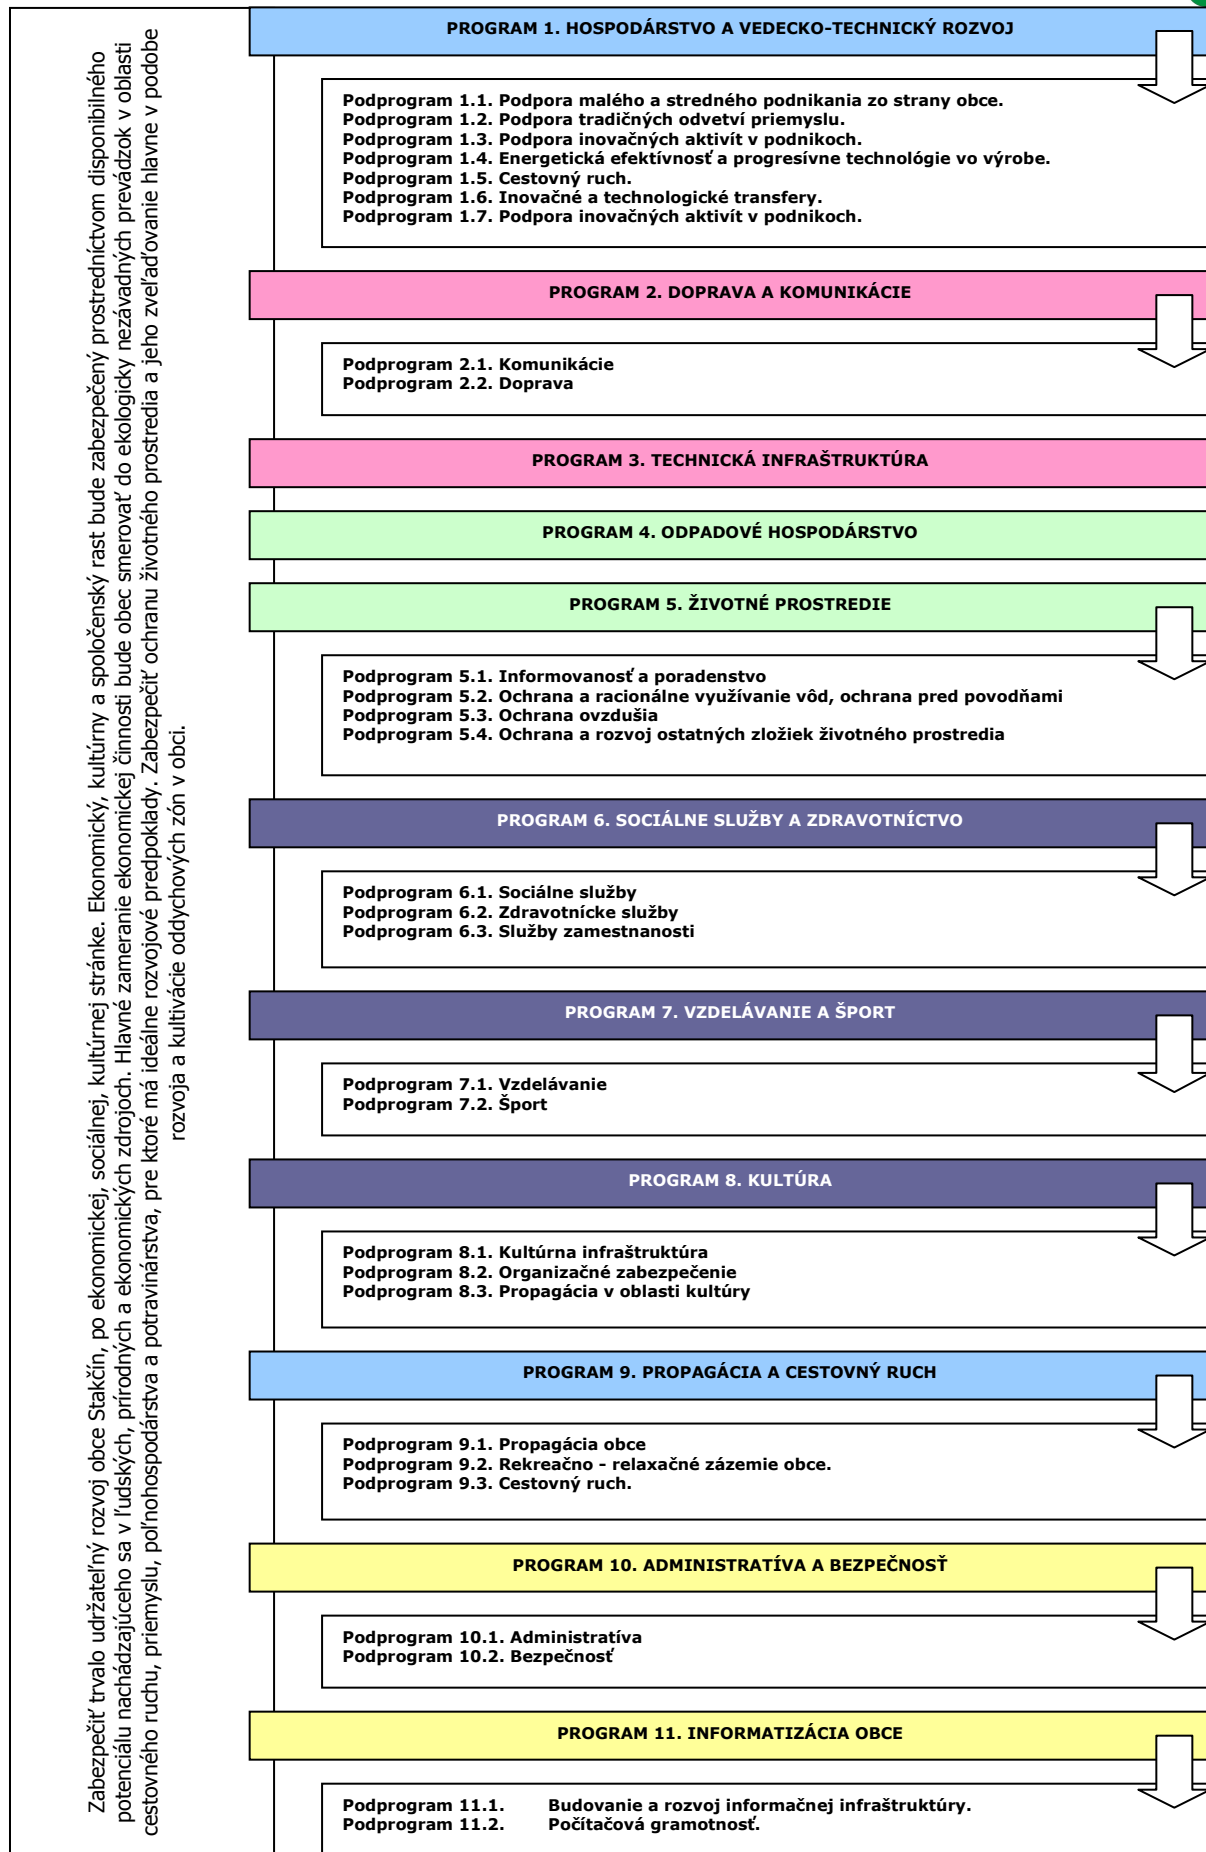 Zabezpečiť trvalo udržateľný rozvoj obce Stakčín, po ekonomickej, sociálnej, kultúrnej stránke. Ekonomický, kultúrny a spoločenský rast bude zabezpečený prostredníctvom disponibilného
potenciálu nachádzajúceho sa v ľudských, prírodných a ekonomických zdrojoch. Hlavné zameranie ekonomickej činnosti bude obec smerovať do ekologicky nezávadných prevádzok v oblasti
cestovného ruchu, priemyslu, poľnohospodárstva a potravinárstva, pre ktoré má ideálne rozvojové predpoklady. Zabezpečiť ochranu životného prostredia a jeho zveľaďovanie hlavne v podobe
rozvoja a kultivácie oddychových zón v obci.
PROGRAM 1. HOSPODÁRSTVO A VEDECKO-TECHNICKÝ ROZVOJ
Podprogram 1.1. Podpora malého a stredného podnikania zo strany obce.
Podprogram 1.2. Podpora tradičných odvetví priemyslu.
Podprogram 1.3. Podpora inovačných aktivít v podnikoch.
Podprogram 1.4. Energetická efektívnosť a progresívne technológie vo výrobe.
Podprogram 1.5. Cestovný ruch.
Podprogram 1.6. Inovačné a technologické transfery.
Podprogram 1.7. Podpora inovačných aktivít v podnikoch.
PROGRAM 2. DOPRAVA A KOMUNIKÁCIE
Podprogram 2.1. Komunikácie
Podprogram 2.2. Doprava
PROGRAM 3. TECHNICKÁ INFRAŠTRUKTÚRA
PROGRAM 4. ODPADOVÉ HOSPODÁRSTVO
PROGRAM 5. ŽIVOTNÉ PROSTREDIE
Podprogram 5.1. Informovanosť a poradenstvo
Podprogram 5.2. Ochrana a racionálne využívanie vôd, ochrana pred povodňami
Podprogram 5.3. Ochrana ovzdušia
Podprogram 5.4. Ochrana a rozvoj ostatných zložiek životného prostredia
PROGRAM 6. SOCIÁLNE SLUŽBY A ZDRAVOTNÍCTVO
Podprogram 6.1. Sociálne služby
Podprogram 6.2. Zdravotnícke služby
Podprogram 6.3. Služby zamestnanosti
PROGRAM 7. VZDELÁVANIE A ŠPORT
Podprogram 7.1. Vzdelávanie
Podprogram 7.2. Šport
PROGRAM 8. KULTÚRA
Podprogram 8.1. Kultúrna infraštruktúra
Podprogram 8.2. Organizačné zabezpečenie
Podprogram 8.3. Propagácia v oblasti kultúry
PROGRAM 9. PROPAGÁCIA A CESTOVNÝ RUCH
Podprogram 9.1. Propagácia obce
Podprogram 9.2. Rekreačno - relaxačné zázemie obce.
Podprogram 9.3. Cestovný ruch.
PROGRAM 10. ADMINISTRATÍVA A BEZPEČNOSŤ
Podprogram 10.1. Administratíva
Podprogram 10.2. Bezpečnosť
PROGRAM 11. INFORMATIZÁCIA OBCE
Podprogram 11.1. Budovanie a rozvoj informačnej infraštruktúry.
Podprogram 11.2. Počítačová gramotnosť.